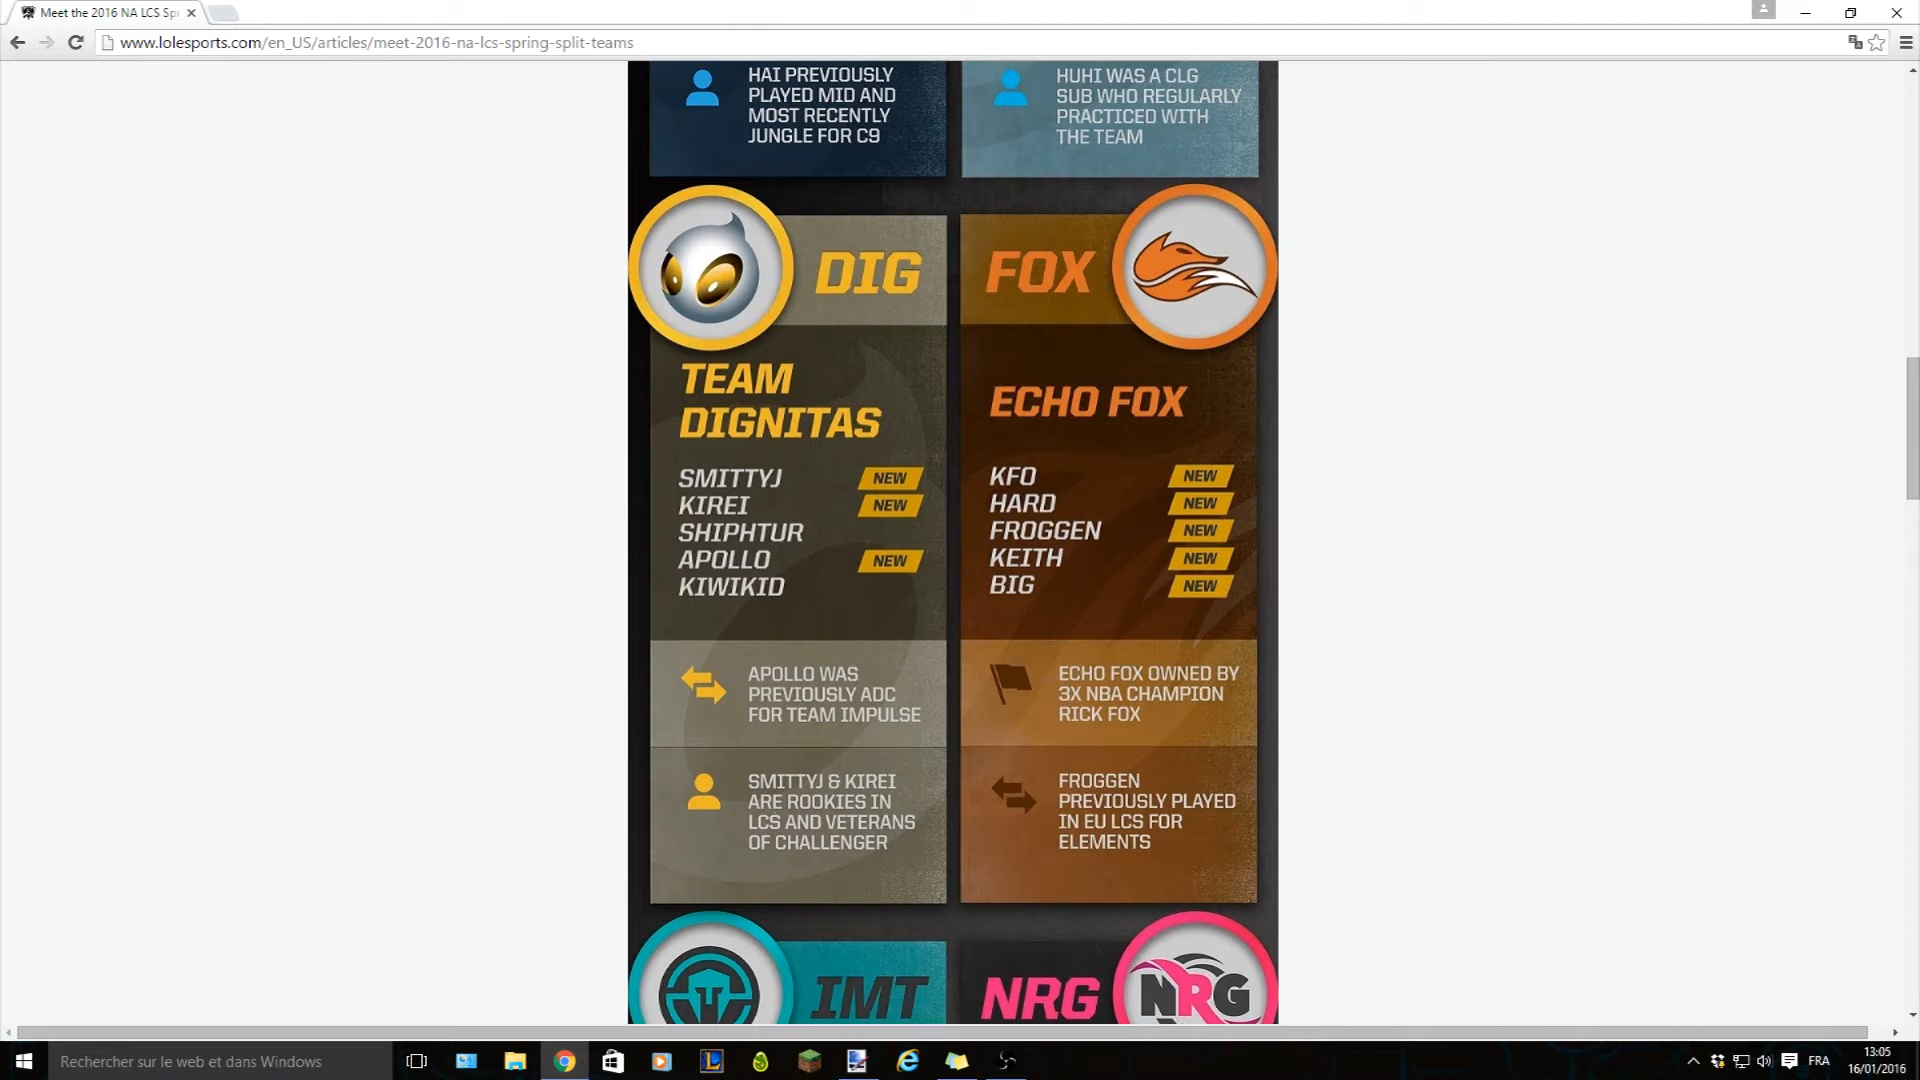 Meet the 2016 NA LCS Spr
www.lolesports.com/en_US/articles/meet-2016-na-lcs-spring-split-teams
HAI PREVIOUSLY
PLAYED MID AND
MOST RECENTLY
JUNGLE FOR C9
HUHI WAS A CLG
SUB WHO REGULARLY
PRACTICED WITH
THE TEAM
DIG
TEAM
DIGNITAS
SMITTYJ NEW
KIREI NEW
SHIPHTUR
APOLLO NEW
KIWIKID
APOLLO WAS
PREVIOUSLY ADC
FOR TEAM IMPULSE
SMITTYJ & KIREI
ARE ROOKIES IN
LCS AND VETERANS
OF CHALLENGER
FOX
ECHO FOX
KFO NEW
HARD NEW
FROGGEN NEW
KEITH NEW
BIG NEW
ECHO FOX OWNED BY
3X NBA CHAMPION
RICK FOX
FROGGEN
PREVIOUSLY PLAYED
IN EU LCS FOR
ELEMENTS
IMT
NRG
NRG
Rechercher sur le web et dans Windows
FRA
13:05
16/01/2016